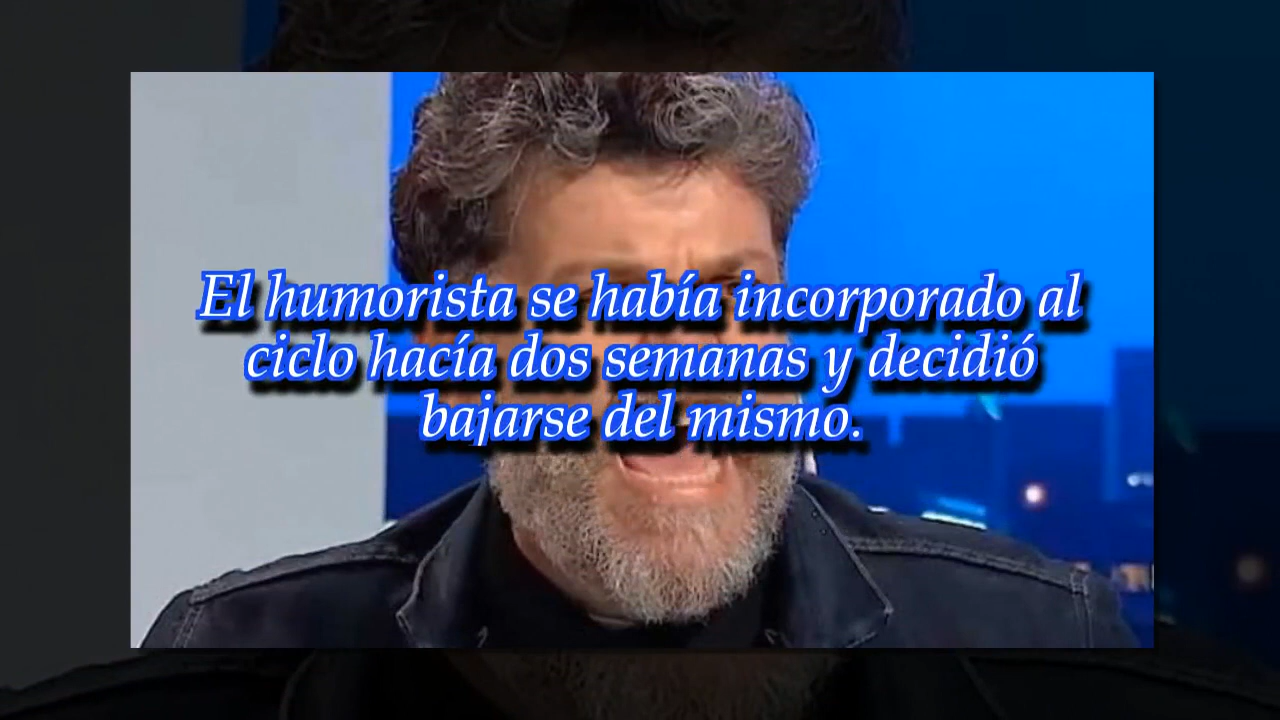 El humorista se había incorporado al
ciclo hacía dos semanas y decidió
bajarse del mismo.